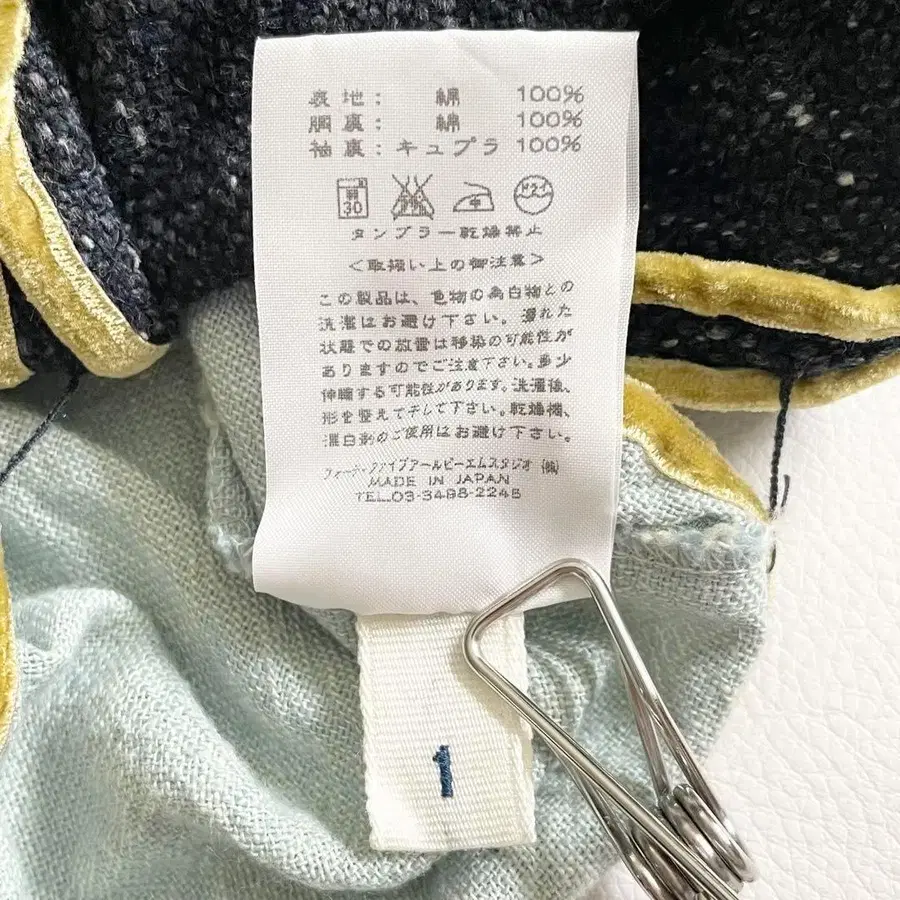 表地： 綿 100%
胴裏： 綿 100%
袖裏：キュプラ 100%
30 中 ドライ
タンブラー乾燥禁止
＜取扱い上の御注意＞
この製品は、色物の為白物との
洗濯はお避け下さい。濡れた
状態での放置は移染の可能性が
ありますのでご注意下さい。多少
伸縮する可能性があります。洗濯後、
形を整えて干して下さい。乾燥機、
漂白剤のご使用はお避け下さい。
フォーティファイブアールピーエムスタジオ (株)
MADE IN JAPAN
TEL.03-3498-2248
1